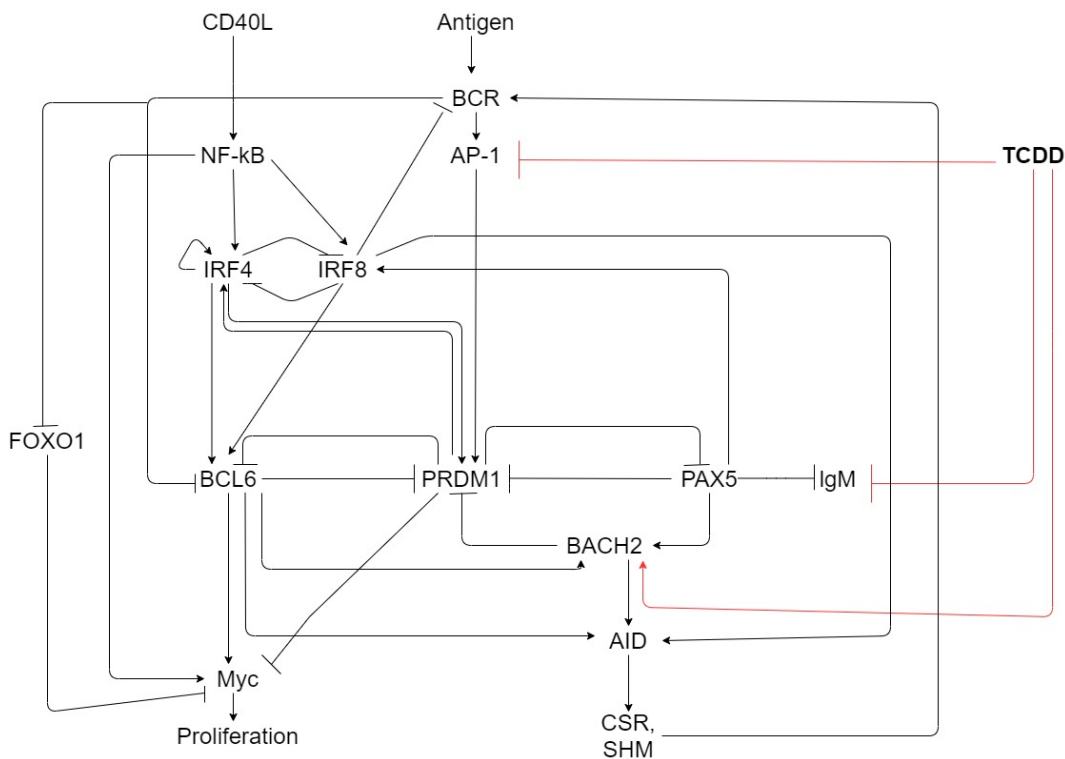 CD40L
Antigen
BCR
NF-kB
AP-1
TCDD
IRF4
IRF8
FOXO1
BCL6
PRDM1
PAX5
IgM
BACH2
AID
Myc
CSR,
SHM
Proliferation